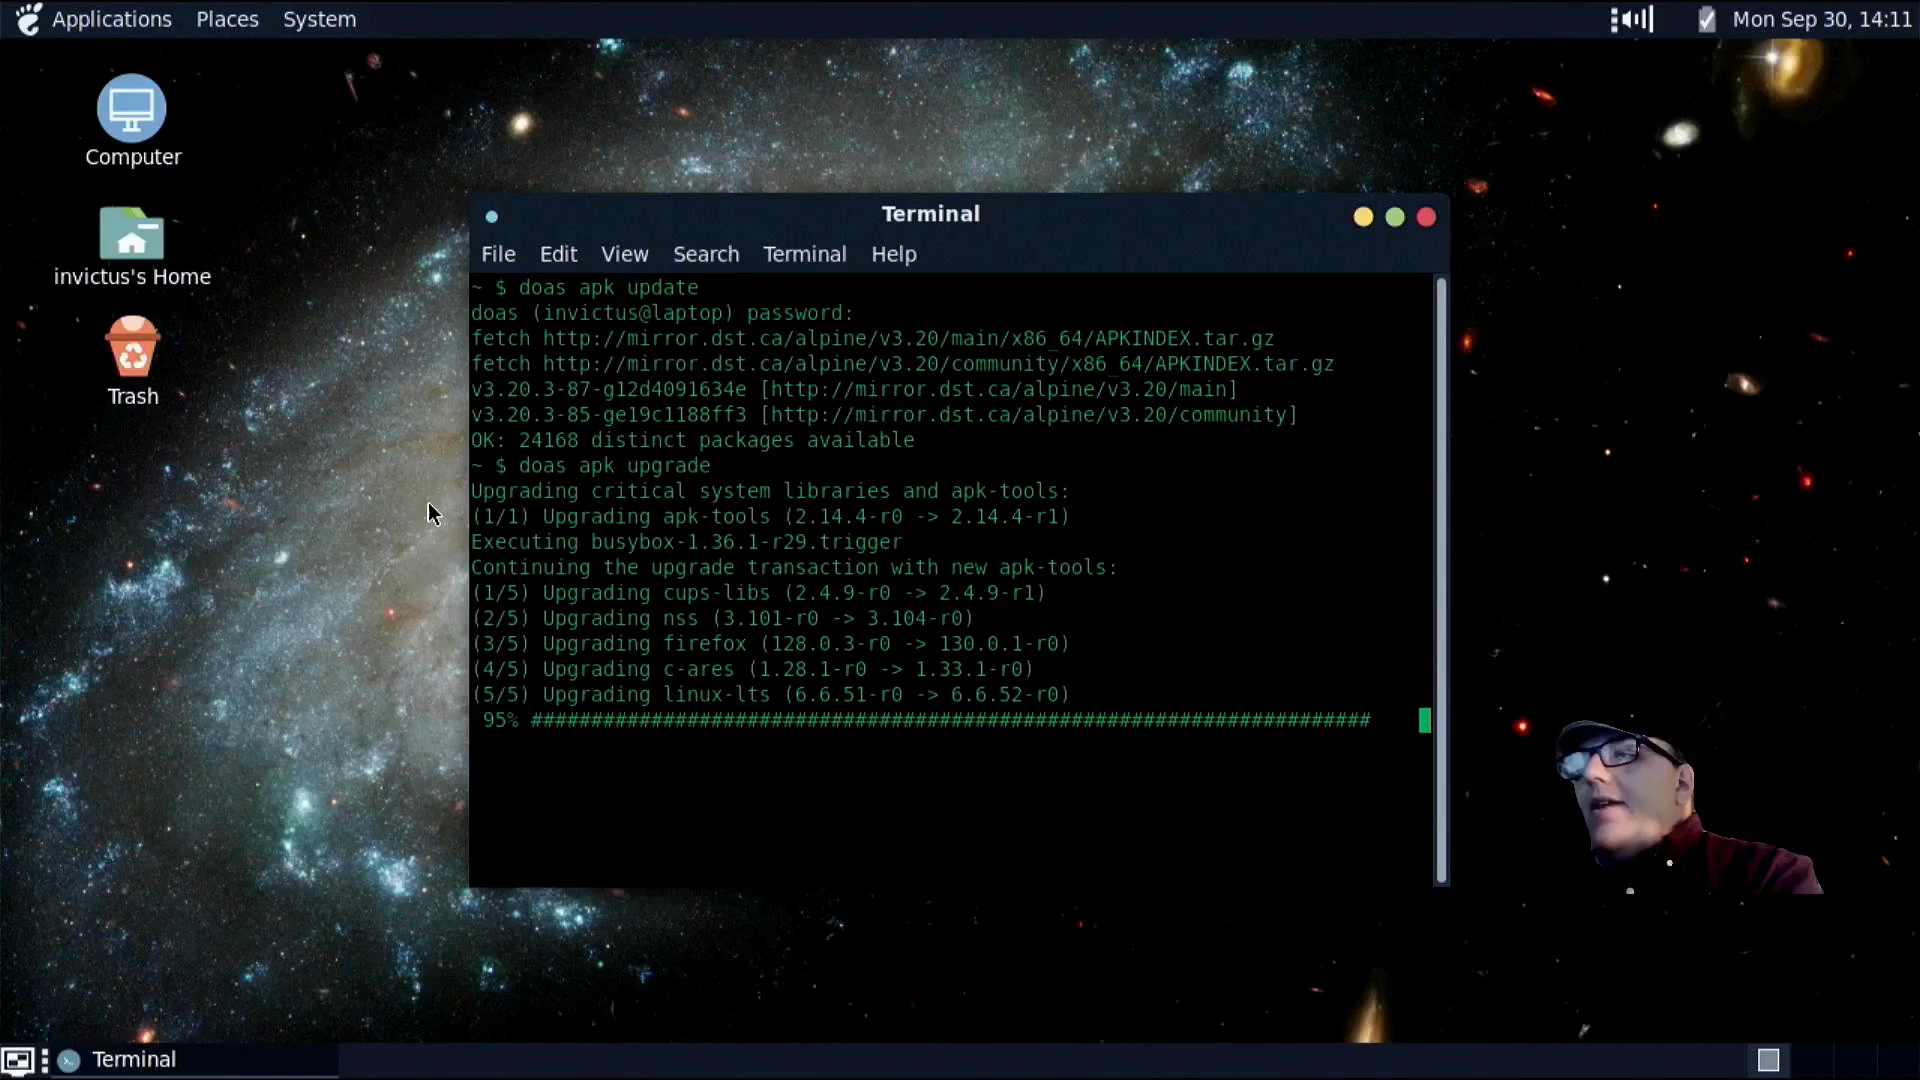 Applications Places System
Mon Sep 30, 14:11
Computer
invictus's Home
Trash
Terminal
File Edit View Search Terminal Help
~ $ doas apk update
doas (invictus@laptop) password:
fetch http://mirror.dst.ca/alpine/v3.20/main/x86_64/APKINDEX.tar.gz
fetch http://mirror.dst.ca/alpine/v3.20/community/x86_64/APKINDEX.tar.gz
v3.20.3-87-g12d4091634e [http://mirror.dst.ca/alpine/v3.20/main]
v3.20.3-85-ge19c1188ff3 [http://mirror.dst.ca/alpine/v3.20/community]
OK: 24168 distinct packages available
~ $ doas apk upgrade
Upgrading critical system libraries and apk-tools:
(1/1) Upgrading apk-tools (2.14.4-r0 -> 2.14.4-r1)
Executing busybox-1.36.1-r29.trigger
Continuing the upgrade transaction with new apk-tools:
(1/5) Upgrading cups-libs (2.4.9-r0 -> 2.4.9-r1)
(2/5) Upgrading nss (3.101-r0 -> 3.104-r0)
(3/5) Upgrading firefox (128.0.3-r0 -> 130.0.1-r0)
(4/5) Upgrading c-ares (1.28.1-r0 -> 1.33.1-r0)
(5/5) Upgrading linux-lts (6.6.51-r0 -> 6.6.52-r0)
95% ######################################################################
Terminal